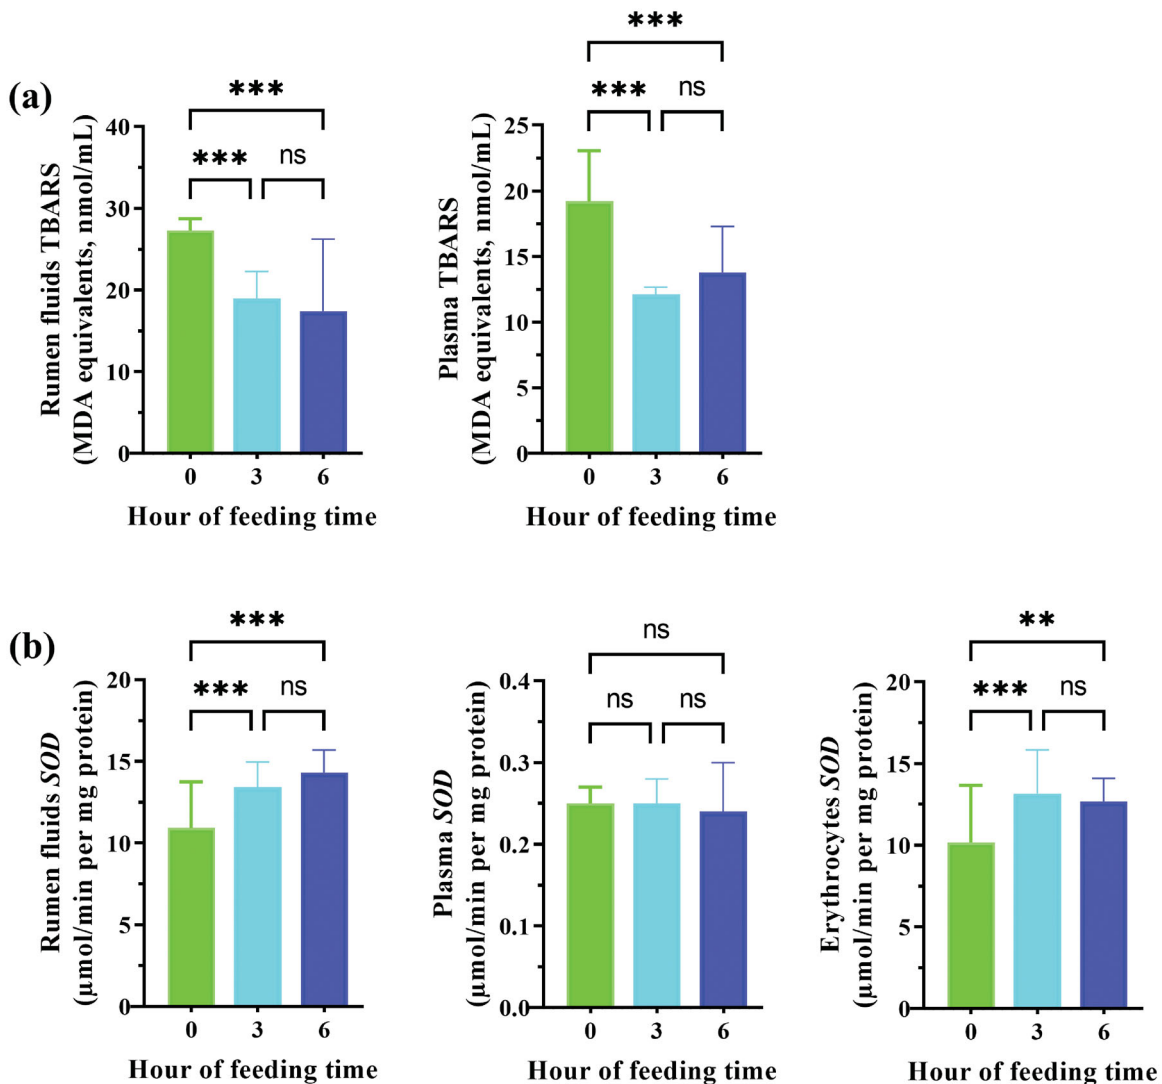 (a)
Rumen fluids TBARS
(MDA equivalents, nmol/mL)
40
30
20
10
0
***
***
ns
0 3 6
Hour of feeding time
Plasma TBARS
(MDA equivalents, nmol/mL)
25
20
15
10
5
0
***
***
ns
0 3 6
Hour of feeding time
(b)
Rumen fluids SOD
(µmol/min per mg protein)
20
15
10
5
0
***
***
ns
0 3 6
Hour of feeding time
Plasma SOD
(µmol/min per mg protein)
0.4
0.3
0.2
0.1
0.0
ns
ns
ns
0 3 6
Hour of feeding time
Erythrocytes SOD
(µmol/min per mg protein)
20
15
10
5
0
**
***
ns
0 3 6
Hour of feeding time